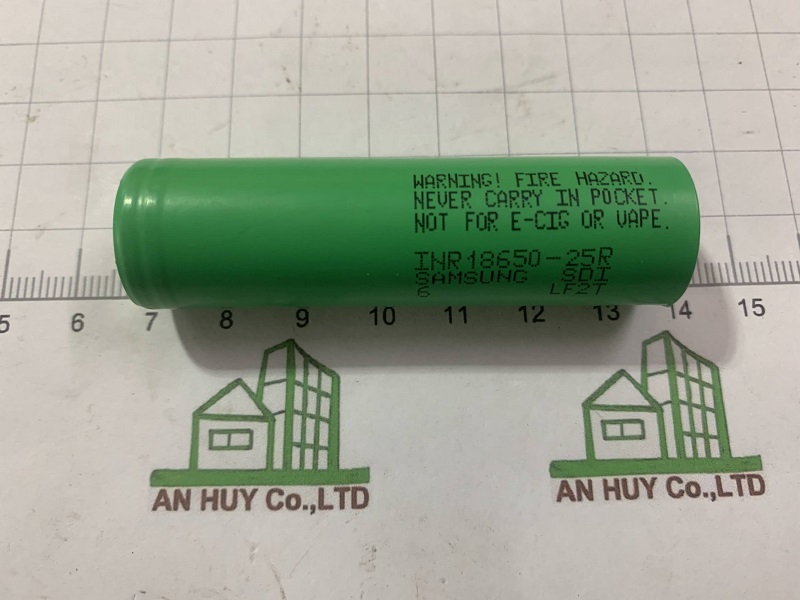 WARNING! FIRE HAZARD.
NEVER CARRY IN POCKET.
NOT FOR E-CIG OR VAPE.
INR18650-25R
SAMSUNG SDI
6 LF2T
5 6 7 8 9 10 11 12 13 14 15
AN HUY Co.,LTD
AN HUY Co.,LTD